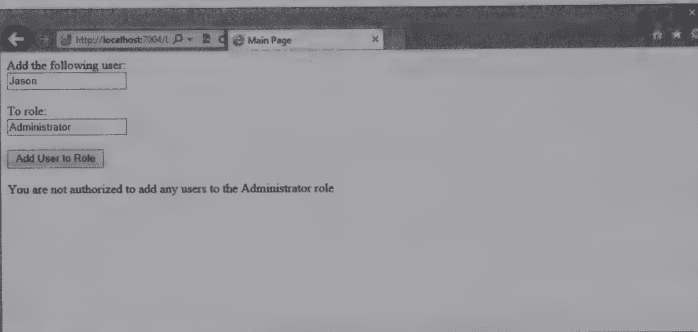 http://localhost:7004/L
Main Page
Add the following user:
Jason
To role:
Administrator
Add User to Role
You are not authorized to add any users to the Administrator role